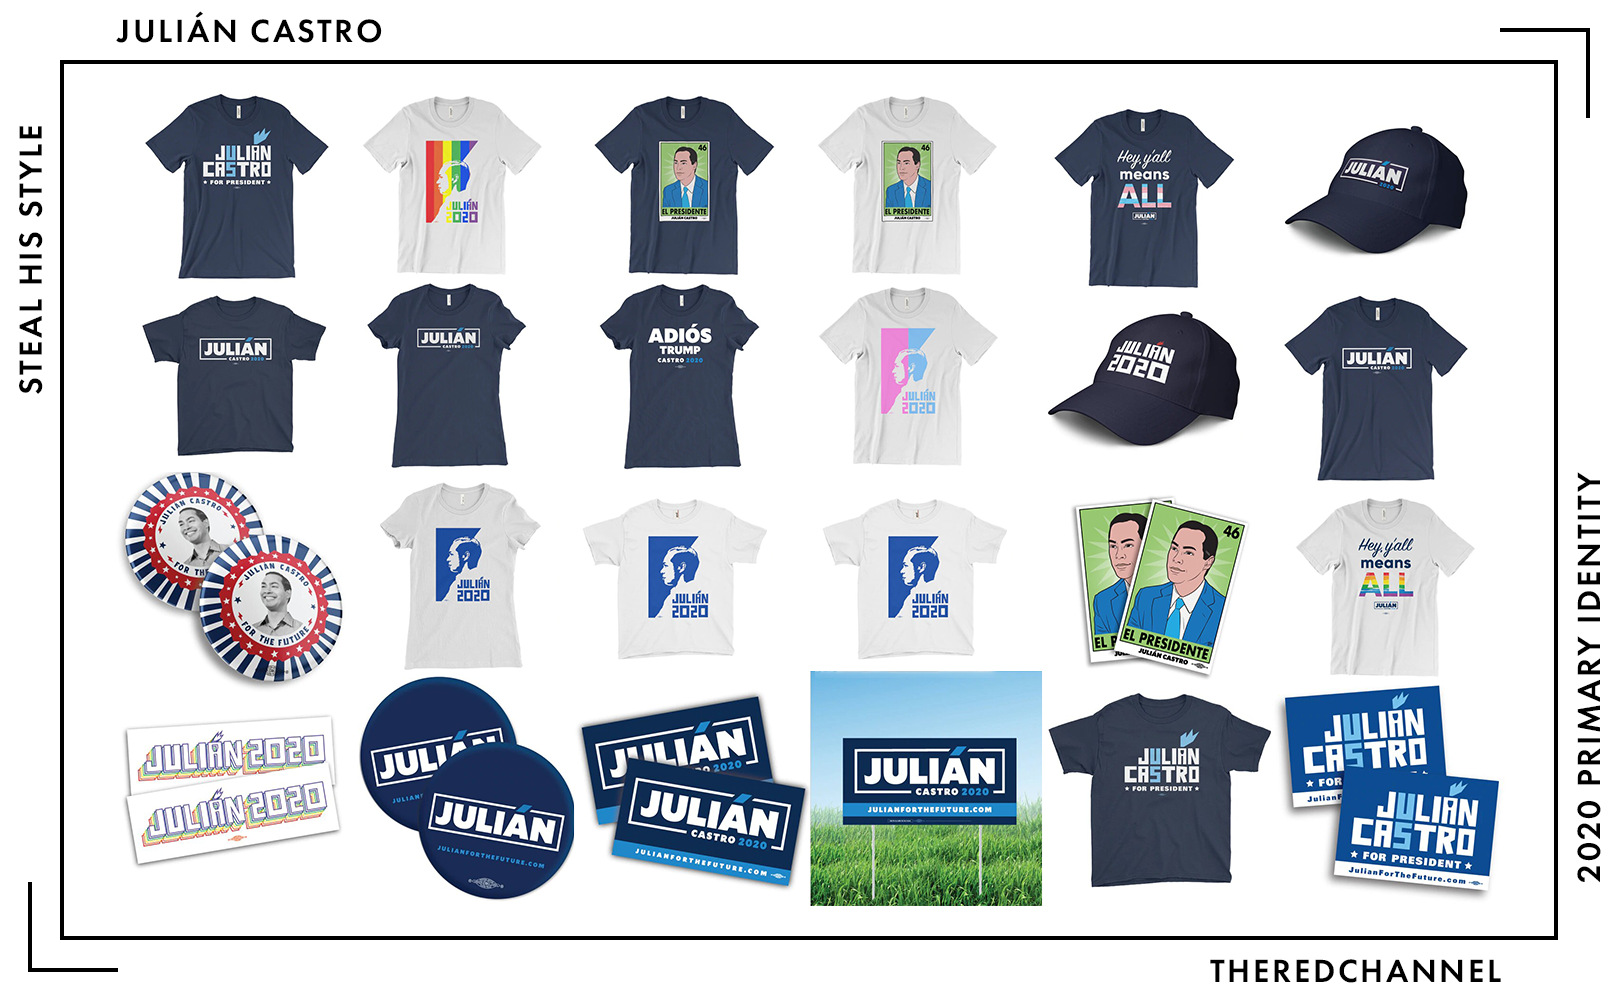 JULIÁN CASTRO
STEAL HIS STYLE
JULIÁN
CASTRO
★ FOR PRESIDENT ★
JULIÁN
2020
46
EL PRESIDENTE
JULIÁN CASTRO
46
EL PRESIDENTE
JULIÁN CASTRO
Hey, y'all
means
ALL
JULIÁN
JULIÁN
2020
JULIÁN
CASTRO 2020
JULIÁN
CASTRO 2020
ADIÓS
TRUMP
CASTRO 2020
JULIÁN
2020
JULIÁN
2020
JULIÁN
CASTRO 2020
JULIÁN CASTRO
FOR THE
JULIÁN CASTRO
FOR THE FUTURE
JULIÁN
2020
JULIÁN
2020
JULIÁN
2020
EL P
46
EL PRESIDENTE
JULIÁN CASTRO
Hey, y'all
means
ALL
JULIÁN
JULIÁN 2020
JULIÁN 2020
JULIÁN
JULIAN
JULIÁN
JULIANFORTHEFUTURE.COM
JULIÁN
2020
JULIÁN
CASTRO 2020
JULIANFORTHEFUTURE.COM
JULIÁN
CASTRO 2020
JULIANFORTHEFUTURE.COM
JULIÁN
CASTRO
★ FOR PRESIDENT ★
JULIÁN
CASTRO
★ FOR
JulianF
JULIÁN
CASTRO
★ FOR PRESIDENT ★
JulianForTheFuture.com
2020 PRIMARY IDENTITY
THEREDCHANNEL